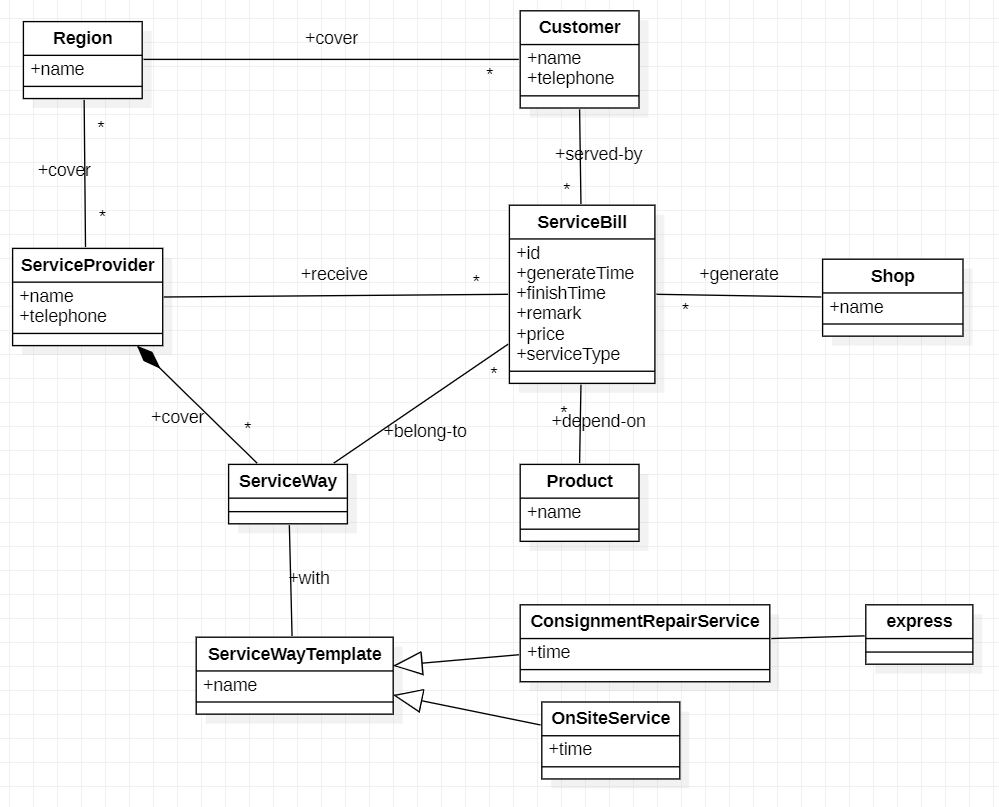 Region
+name
+cover
*
Customer
+name
+telephone
*
+cover
*
+served-by
*
ServiceProvider
+name
+telephone
+receive
*
ServiceBill
+id
+generateTime
+finishTime
+remark
+price
+serviceType
+generate
*
Shop
+name
+cover
*
*
+belong-to
*
+depend-on
ServiceWay
Product
+name
+with
ServiceWayTemplate
+name
ConsignmentRepairService
+time
express
OnSiteService
+time